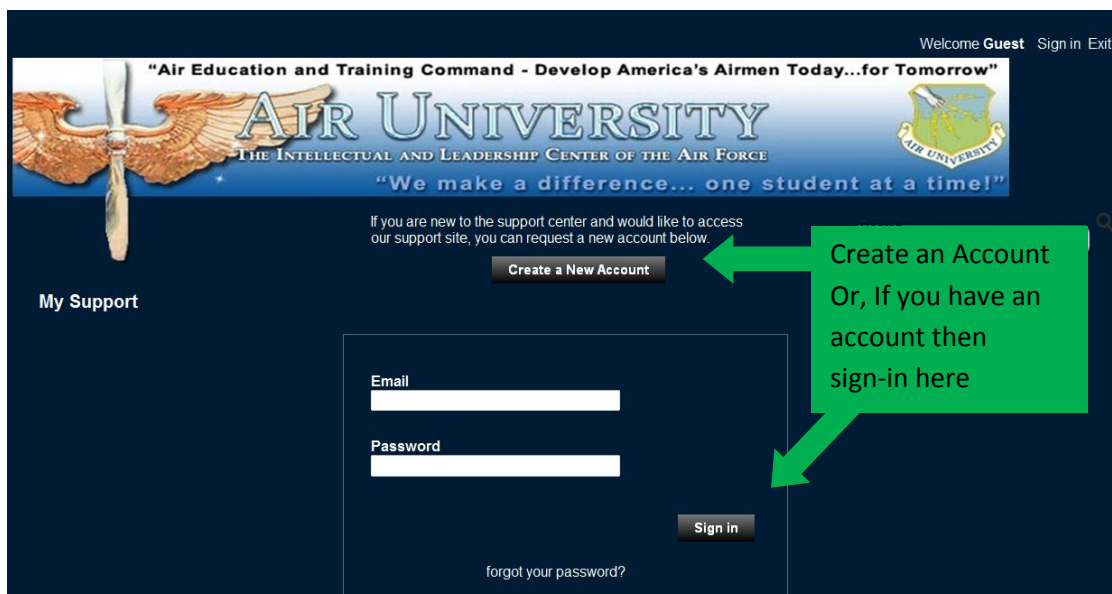 Welcome Guest Sign in Exit
"Air Education and Training Command - Develop America's Airmen Today...for Tomorrow"
AIR UNIVERSITY
THE INTELLECTUAL AND LEADERSHIP CENTER OF THE AIR FORCE
AIR UNIVERSITY
"We make a difference... one student at a time!"
If you are new to the support center and would like to access
our support site, you can request a new account below.
Create a New Account
My Support
Create an Account
Or, If you have an
account then
sign-in here
Email
Password
Sign in
forgot your password?